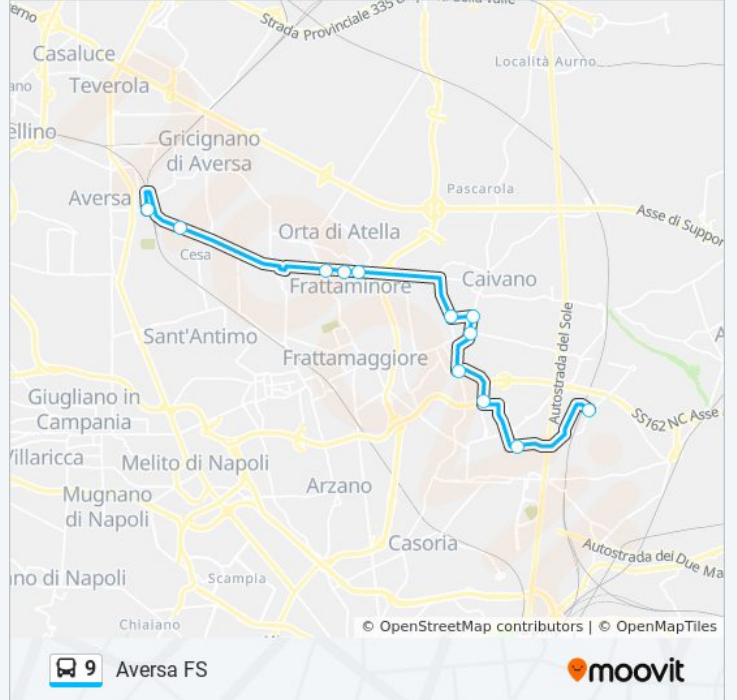 Strada Provinciale 335
Casaluce
Teverola
Località Aurno
Gricignano
di Aversa
Pascarola
Aversa
Asse di Suppor
Orta di Atella
Cesa
Caivano
Frattaminore
Sant'Antimo
Frattamaggiore
Autostrada del Sole
Giugliano in
Campania
SS162 NC Asse
Villaricca
Melito di Napoli
Arzano
Mugnano
di Napoli
Casoria
Autostrada dei Due Ma
no di Napoli
Scampia
Chiaiano
© OpenStreetMap contributors | © OpenMapTiles
9 Aversa FS
moovit